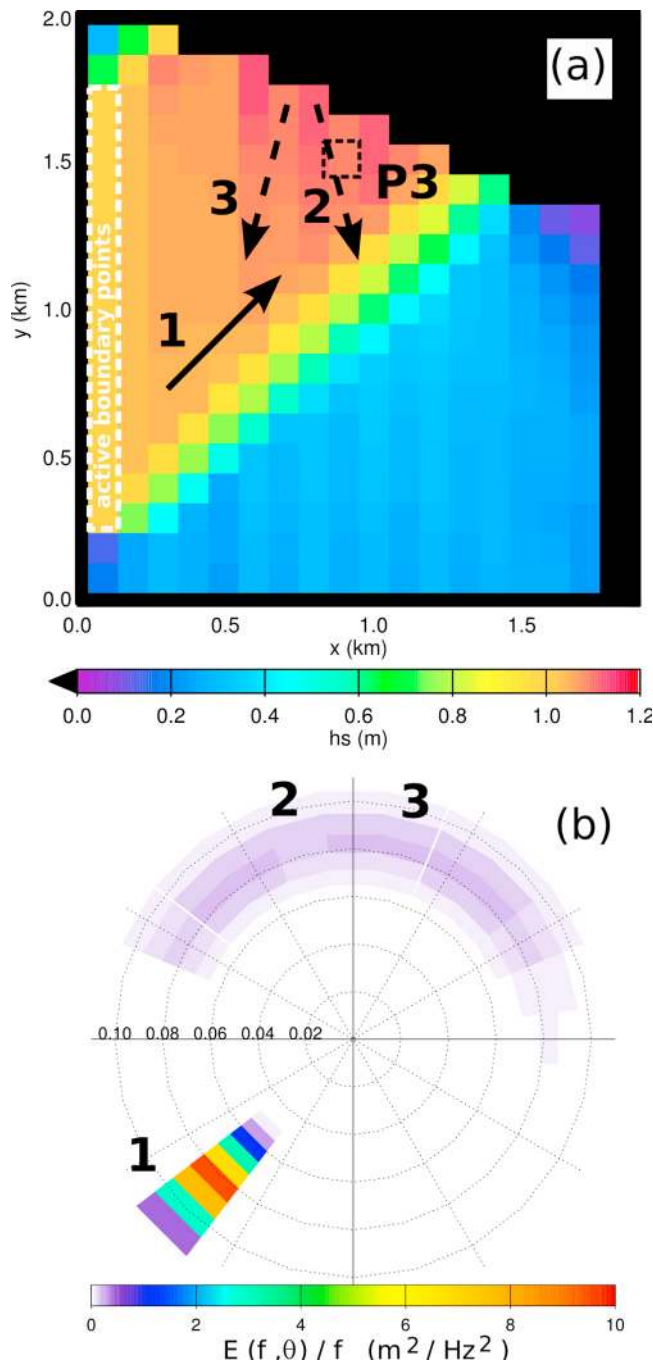 2.0
(a)
1.5
P3
3
2
1.0
1
active boundary points
y (km)
0.5
0.0
0.0 0.5 1.0 1.5
x (km)
0.0 0.2 0.4 0.6 0.8 1.0 1.2
hs (m)
2 3
(b)
0.10 0.08 0.06 0.04 0.02
1
0 2 4 6 8 10
E (f ,θ) / f (m² / Hz²)